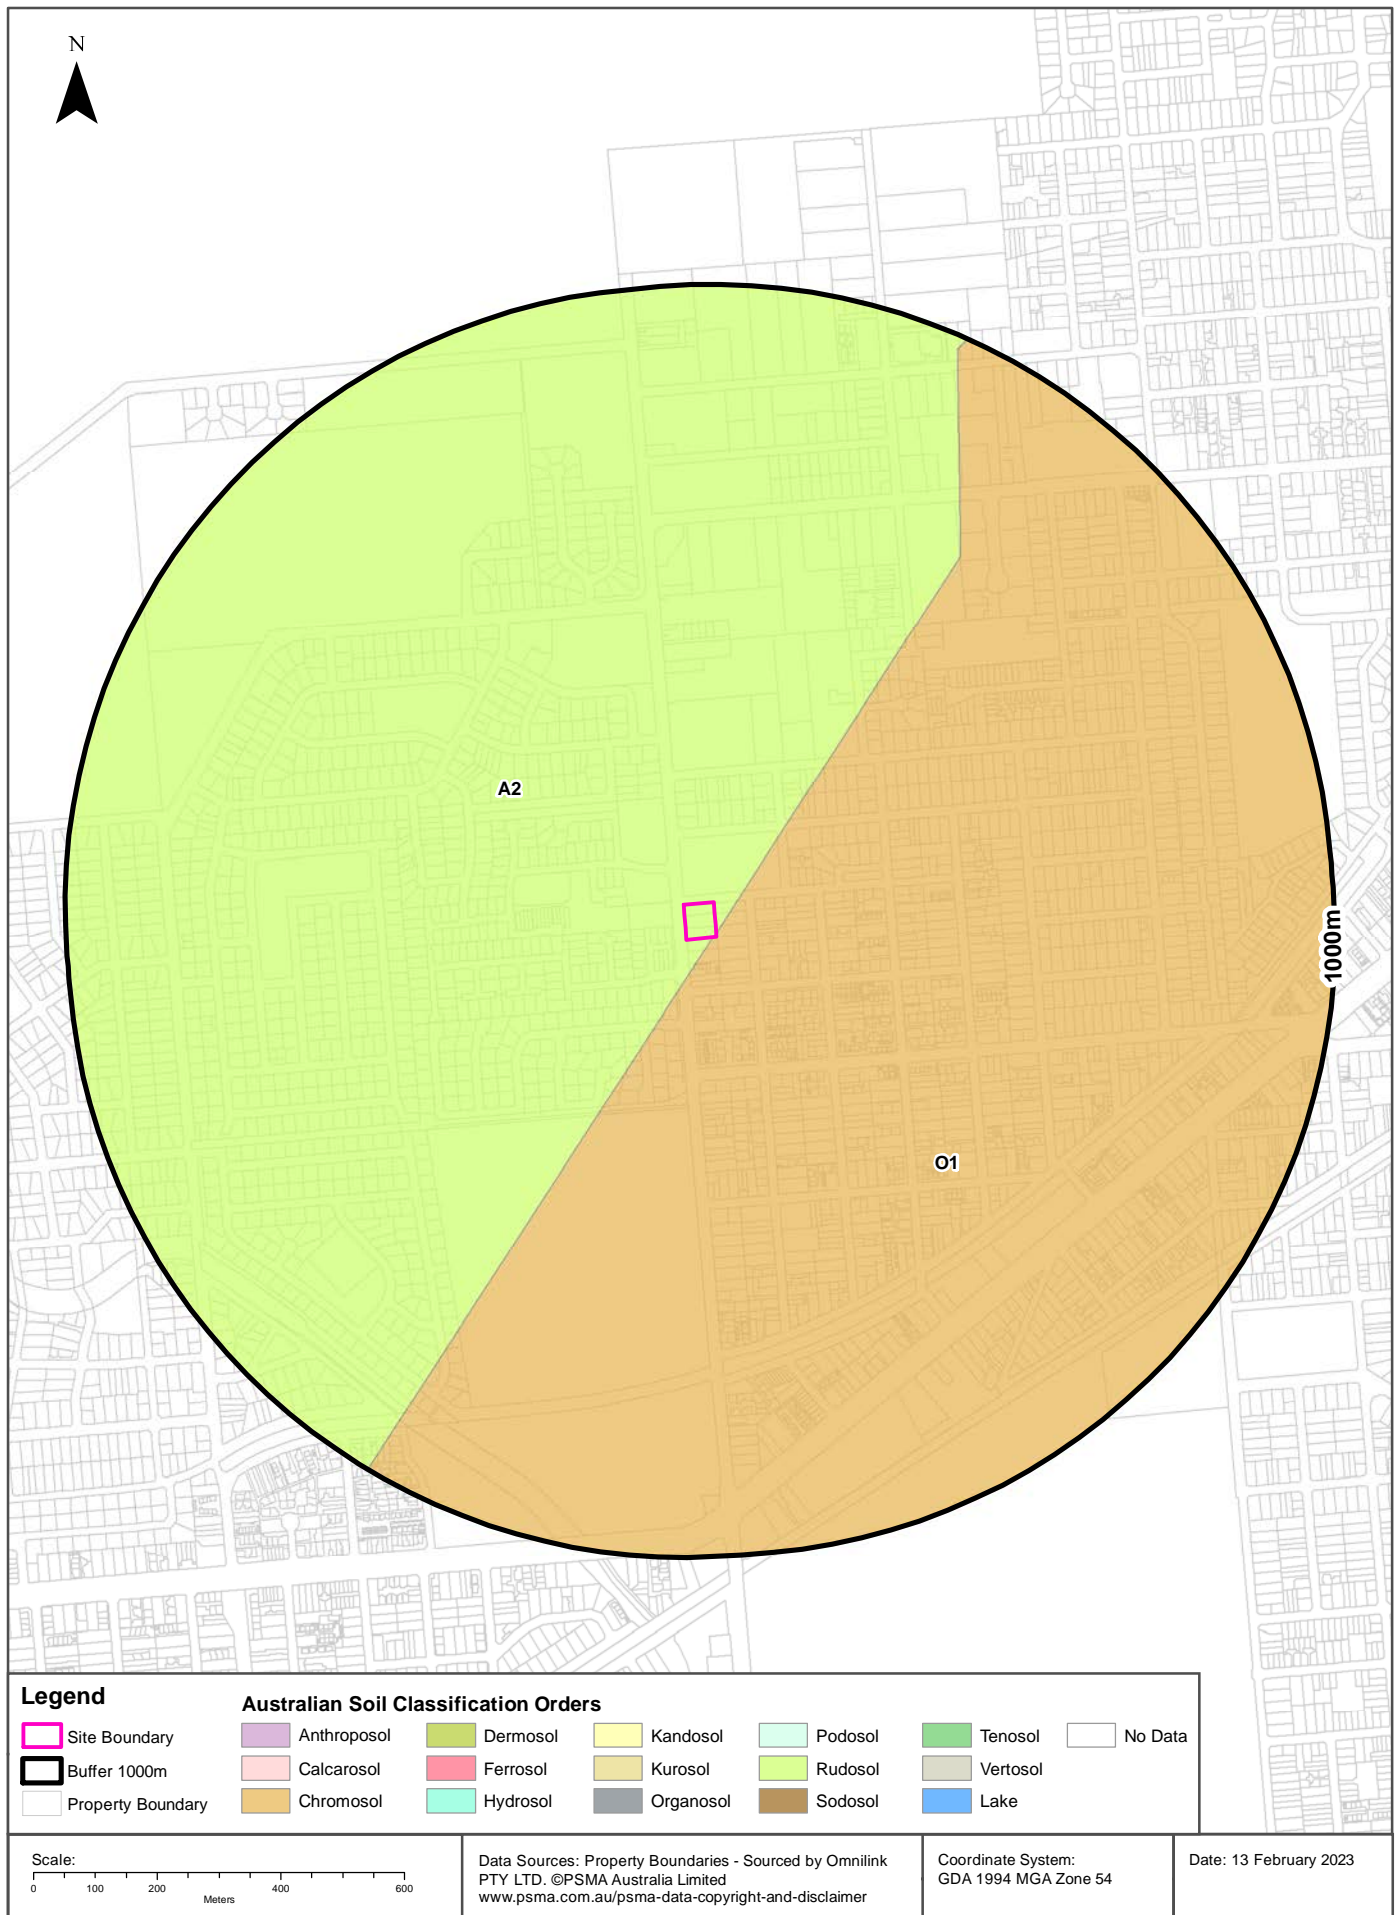 N
A2
1000m
O1
Legend
Site Boundary
Buffer 1000m
Property Boundary
Australian Soil Classification Orders
Anthroposol
Calcarosol
Chromosol
Dermosol
Ferrosol
Hydrosol
Kandosol
Kurosol
Organosol
Podosol
Rudosol
Sodosol
Tenosol
Vertosol
Lake
No Data
Scale:
0 100 200 400 600
Meters
Data Sources: Property Boundaries - Sourced by Omnilink
PTY LTD. ©PSMA Australia Limited
www.psma.com.au/psma-data-copyright-and-disclaimer
Coordinate System:
GDA 1994 MGA Zone 54
Date: 13 February 2023